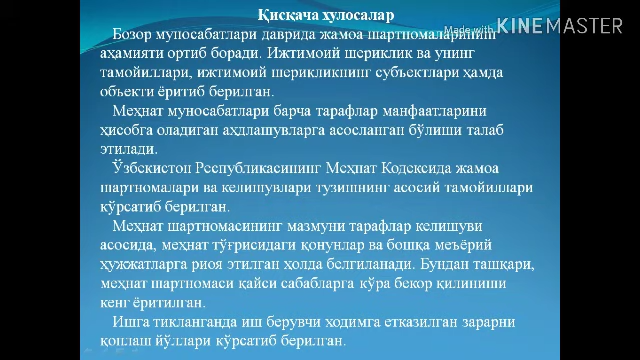 Қисқача хулосалар
Made with KINEMASTER
Бозор муносабатлари даврида жамоа шартномаларининг
аҳамияти ортиб боради. Ижтимоий шериклик ва унинг
тамойиллари, ижтимоий шерикликнинг субъектлари ҳамда
объекти ёритиб берилган.
Меҳнат муносабатлари барча тарафлар манфаатларини
ҳисобга оладиган аҳдлашувларга асосланган бўлиши талаб
этилади.
Ўзбекистон Республикасининг Меҳнат Кодексида жамоа
шартномалари ва келишувлари тузишнинг асосий тамойиллари
кўрсатиб берилган.
Меҳнат шартномасининг мазмуни тарафлар келишуви
асосида, меҳнат тўғрисидаги қонунлар ва бошқа меъёрий
ҳужжатларга риоя этилган ҳолда белгиланади. Бундан ташқари,
меҳнат шартномаси қайси сабабларга кўра бекор қилиниши
кенг ёритилган.
Ишга тикланганда иш берувчи ходимга етказилган зарарни
қоплаш йўллари кўрсатиб берилган.